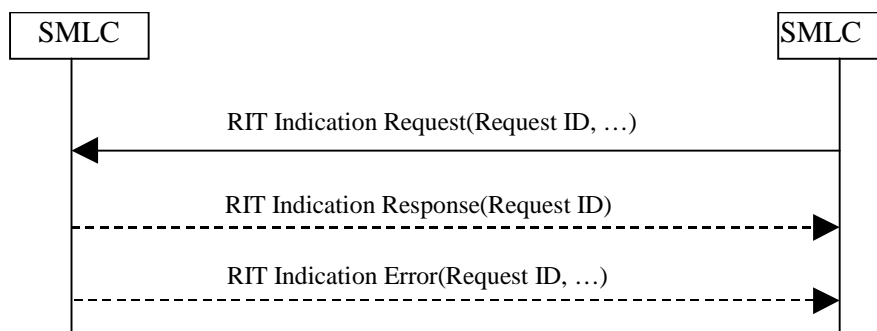 SMLC
SMLC
RIT Indication Request(Request ID, …)
RIT Indication Response(Request ID)
RIT Indication Error(Request ID, …)